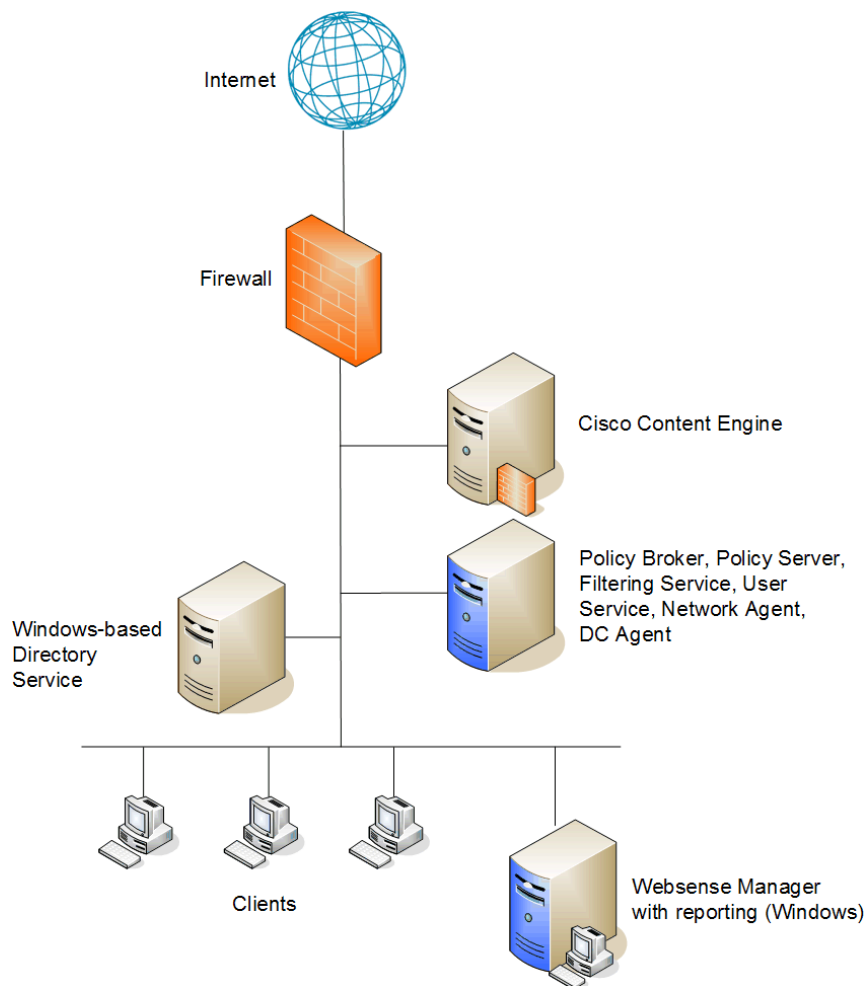 Internet
Firewall
Cisco Content Engine
Policy Broker, Policy Server,
Filtering Service, User
Service, Network Agent,
DC Agent
Windows-based
Directory
Service
Clients
Websense Manager
with reporting (Windows)